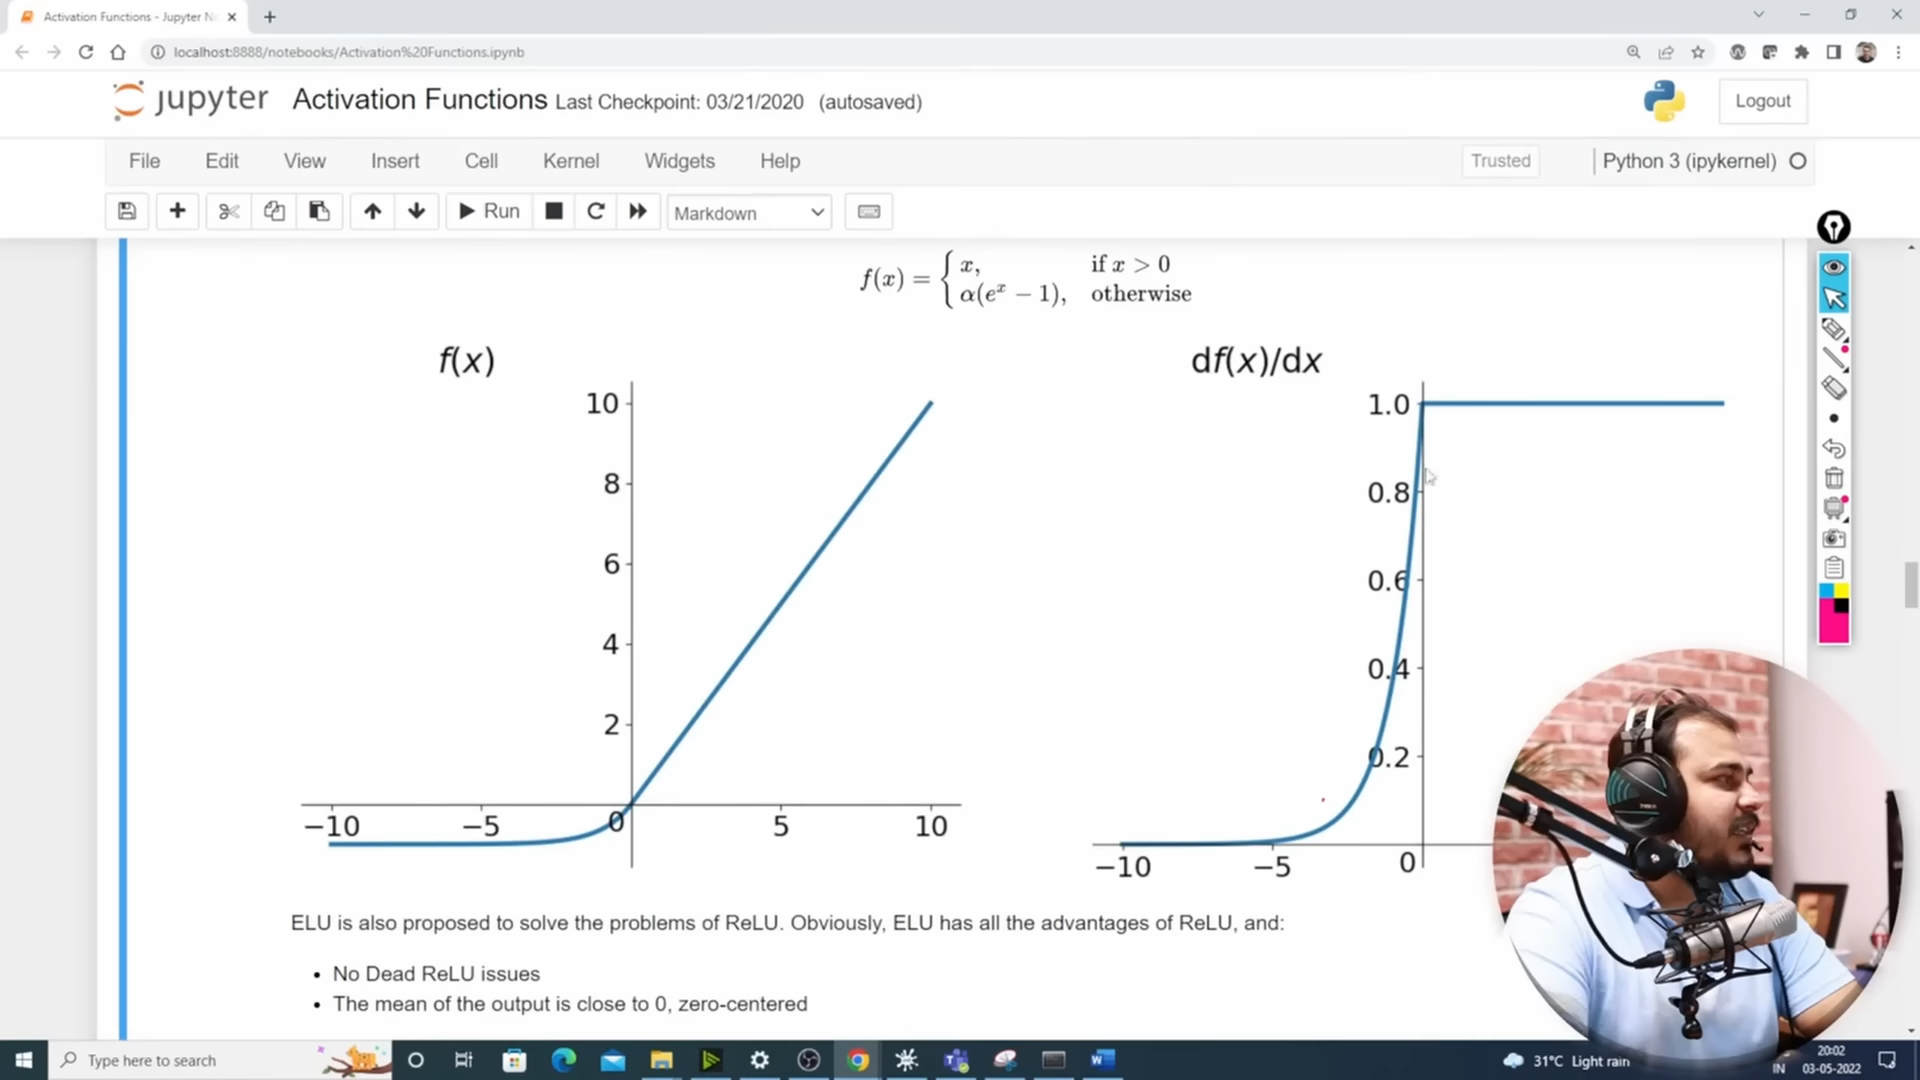 Activation Functions - Jupyter N
localhost:8888/notebooks/Activation%20Functions.ipynb
jupyter Activation Functions Last Checkpoint: 03/21/2020 (autosaved) Logout
File Edit View Insert Cell Kernel Widgets Help Trusted Python 3 (ipykernel)
Run Markdown
f(x) = { x, if x > 0
α(eˣ − 1), otherwise
f(x) df(x)/dx
10 1.0
8 0.8
6 0.6
4 0.4
2 0.2
−10 −5 0 5 10
−10 −5 0
ELU is also proposed to solve the problems of ReLU. Obviously, ELU has all the advantages of ReLU, and:
• No Dead ReLU issues
• The mean of the output is close to 0, zero-centered
Type here to search 31°C Light rain IN 20:02
03-05-2022